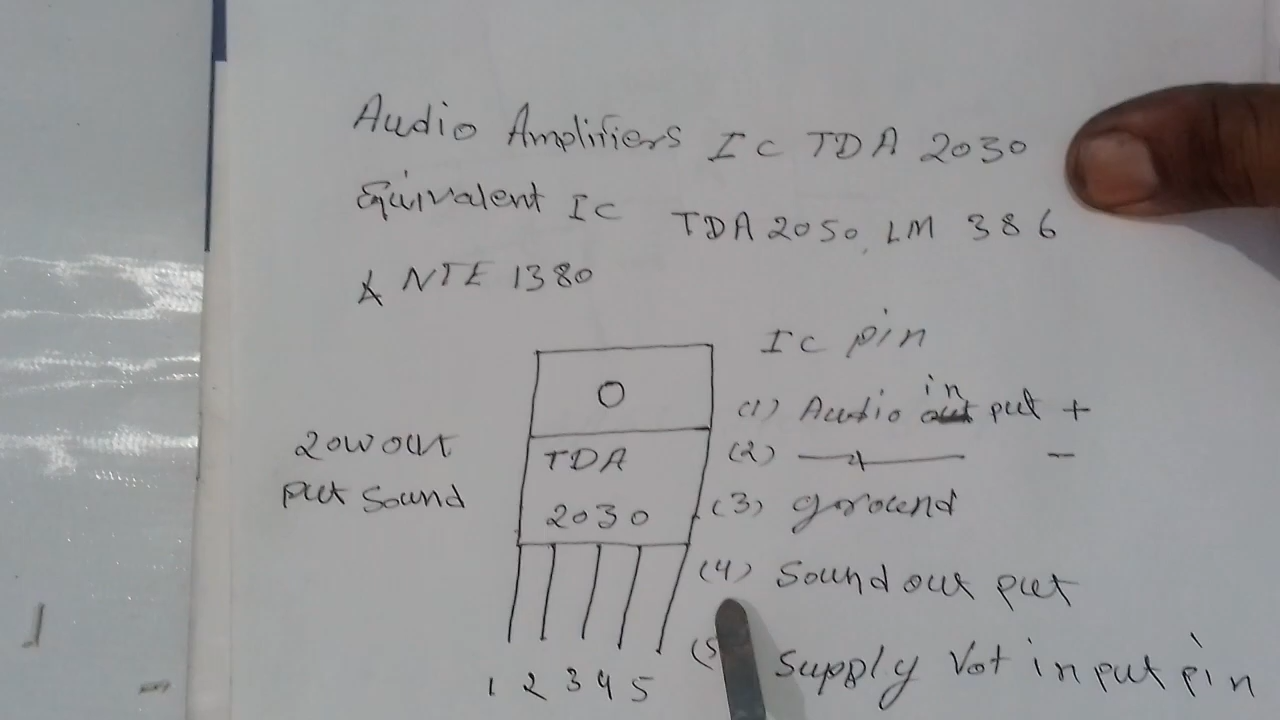 Audio Amplifiers IC TDA 2030
Equivalent IC TDA 2050, LM 386
& NTE 1380
IC pin
20W out
put Sound
TDA
2030
(1) Audio in put +
(2) —〃— -
(3) ground
(4) Sound out put
(5 Supply Vot input pin
1 2 3 4 5